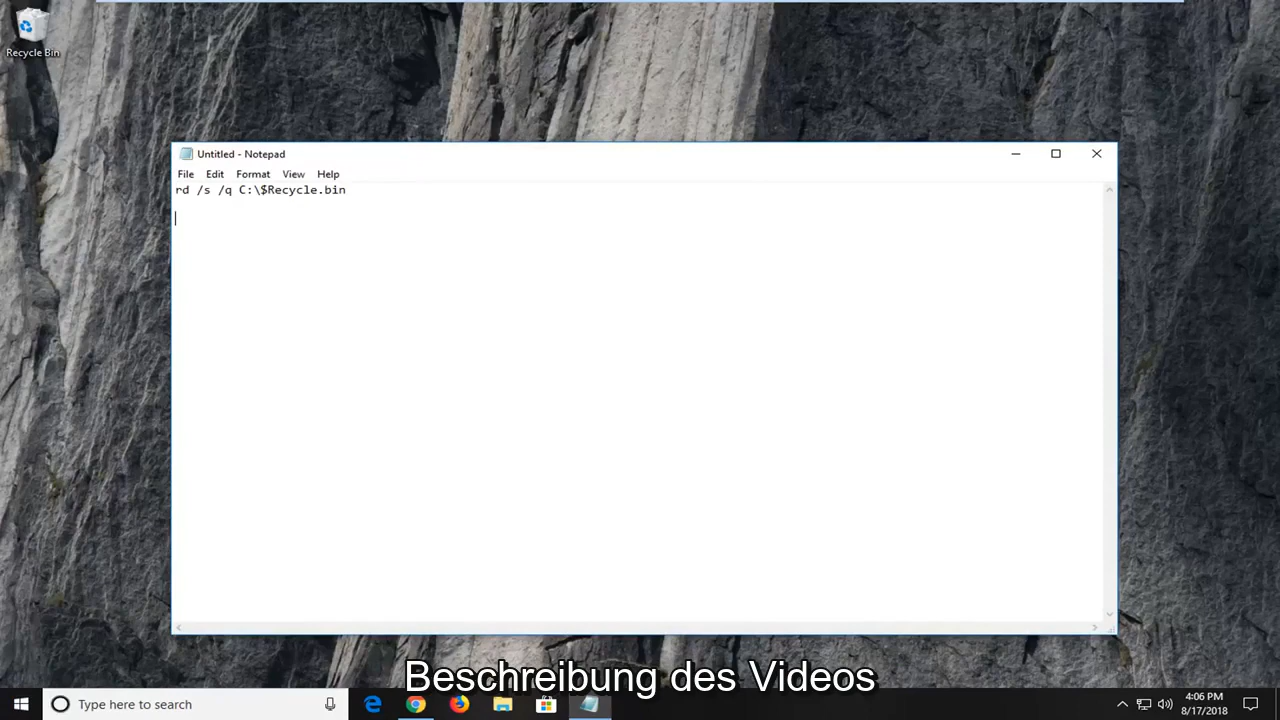 Recycle Bin
Untitled - Notepad
File Edit Format View Help
rd /s /q C:\$Recycle.bin
Beschreibung des Videos
Type here to search
4:06 PM
8/17/2018